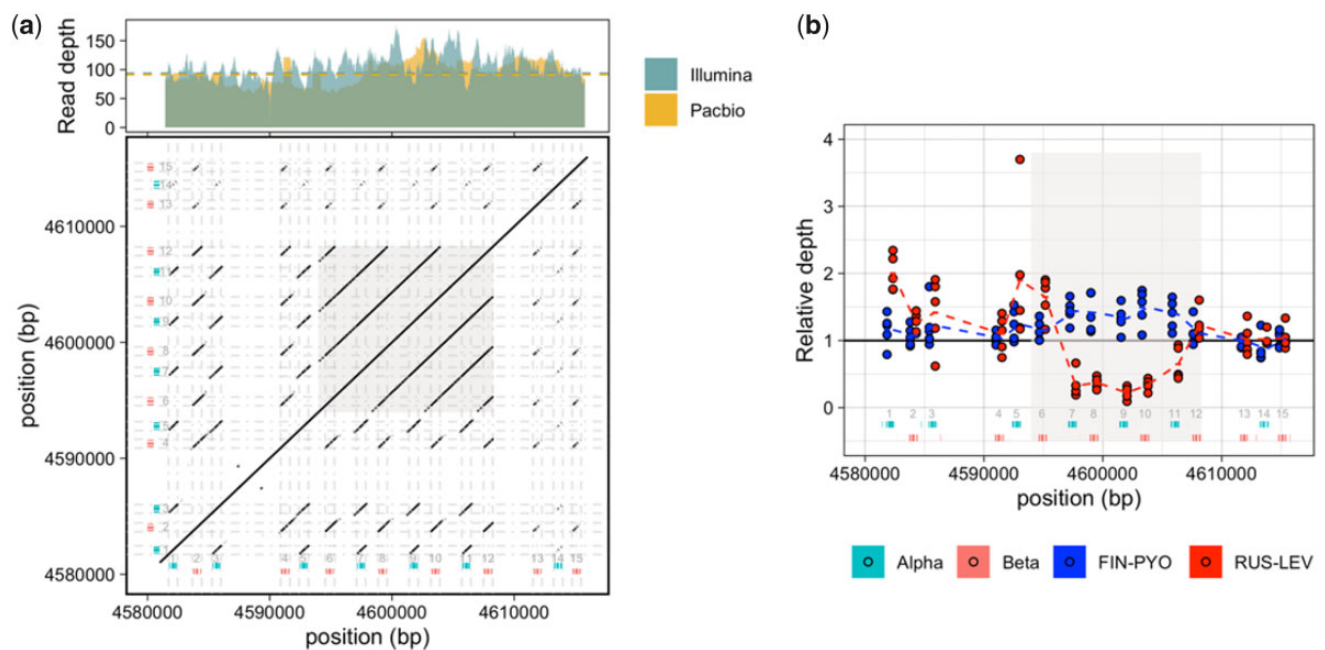 (a)
Read depth
150
100
50
0
Illumina
Pacbio
position (bp)
4610000
4600000
4590000
4580000
15
14
13
12
11
10
9
8
7
6
5
4
3
2
1
1 2 3 4 5 6 7 8 9 10 11 12 13 14 15
4580000 4590000 4600000 4610000
position (bp)
(b)
Relative depth
4
3
2
1
0
1 2 3 4 5 6 7 8 9 10 11 12 13 14 15
4580000 4590000 4600000 4610000
position (bp)
Alpha Beta FIN-PYO RUS-LEV